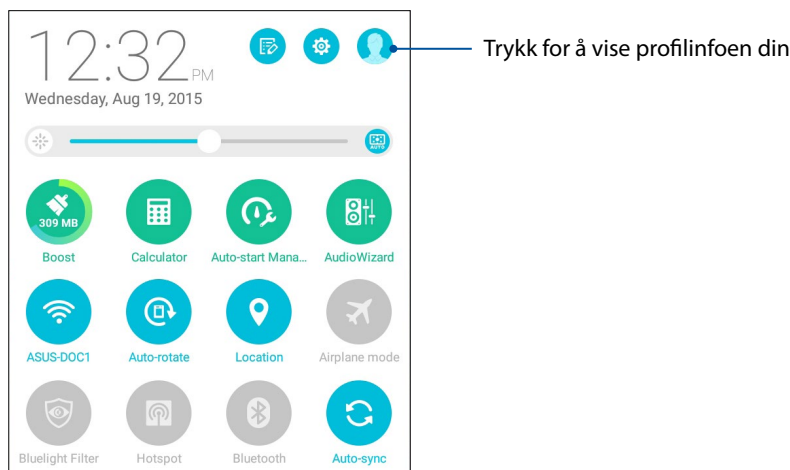 12:32 PM
Wednesday, Aug 19, 2015
Trykk for å vise profilinfoen din
AUTO
309 MB
Boost
Calculator
Auto-start Mana...
AudioWizard
ASUS-DOC1
Auto-rotate
Location
Airplane mode
Bluelight Filter
Hotspot
Bluetooth
Auto-sync